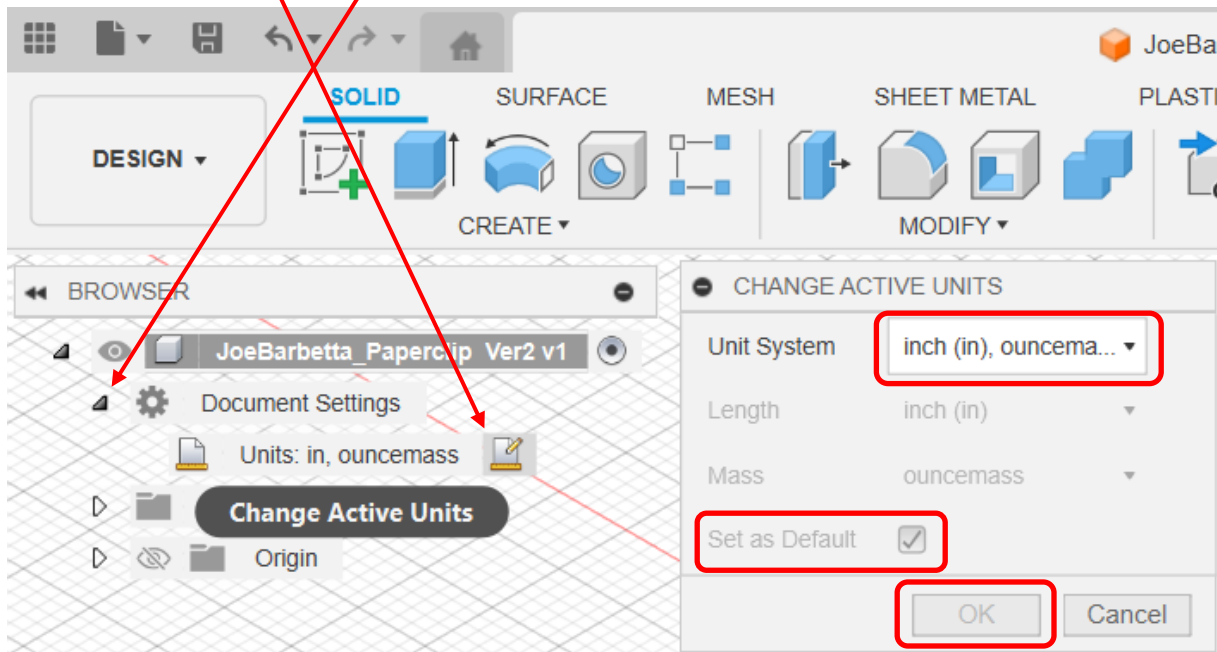 JoeBa
SOLID SURFACE MESH SHEET METAL PLASTI
DESIGN
CREATE MODIFY
BROWSER
JoeBarbetta_Paperclip Ver2 v1
Document Settings
Units: in, ouncemass
Change Active Units
Origin
CHANGE ACTIVE UNITS
Unit System inch (in), ouncema...
Length inch (in)
Mass ouncemass
Set as Default
OK Cancel